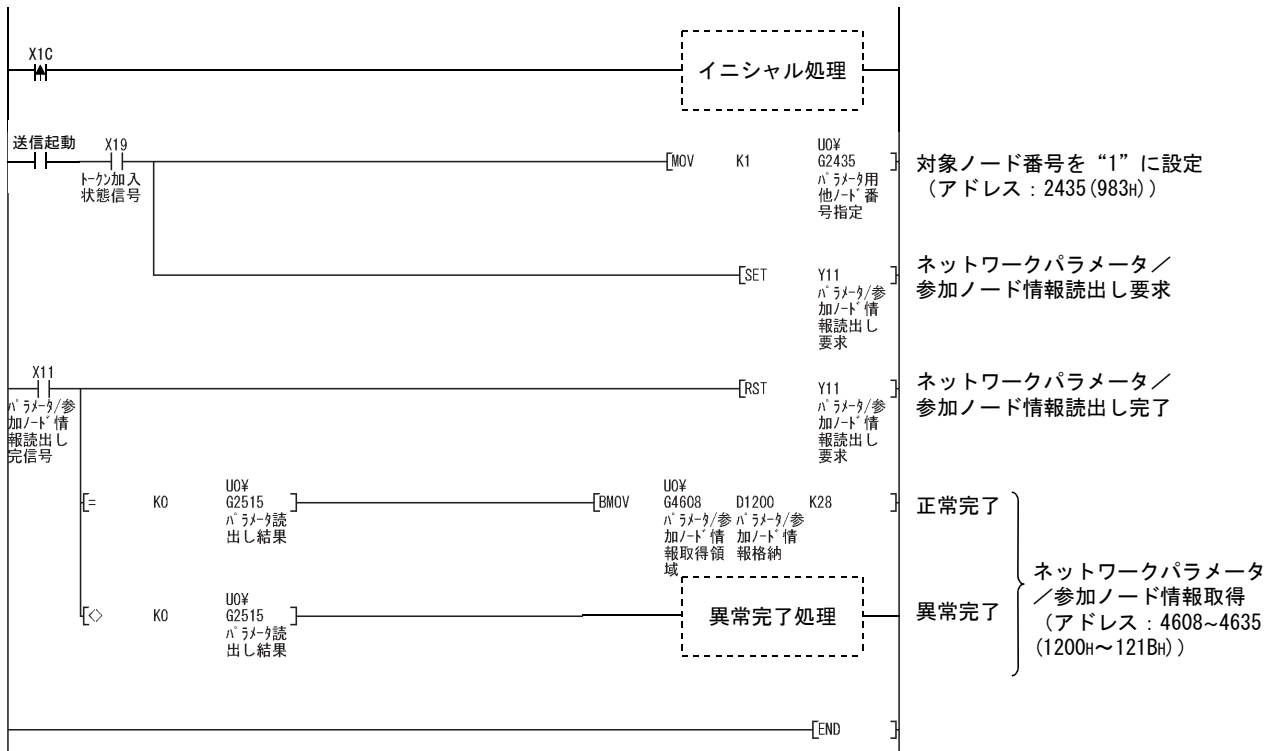 X1C
イニシャル処理
送信起動
X19
トークン加入
状態信号
[MOV K1 U0¥
G2435 ]
パラメータ用
他ノード番
号指定
対象ノード番号を“1”に設定
（アドレス：2435(983H)）
[SET Y11 ]
パラメータ/参
加ノード情
報読出し
要求
ネットワークパラメータ／
参加ノード情報読出し要求
X11
パラメータ/参
加ノード情
報読出し
完信号
[RST Y11 ]
パラメータ/参
加ノード情
報読出し
要求
ネットワークパラメータ／
参加ノード情報読出し完了
[= K0 U0¥
G2515 ]
パラメータ読
出し結果
[BMOV U0¥
G4608 D1200 K28 ]
パラメータ/参 パラメータ/参
加ノード情 加ノード情
報取得領 報格納
域
正常完了
[<> K0 U0¥
G2515 ]
パラメータ読
出し結果
異常完了処理
異常完了
ネットワークパラメータ
／参加ノード情報取得
（アドレス：4608~4635
(1200H～121BH)）
[END ]